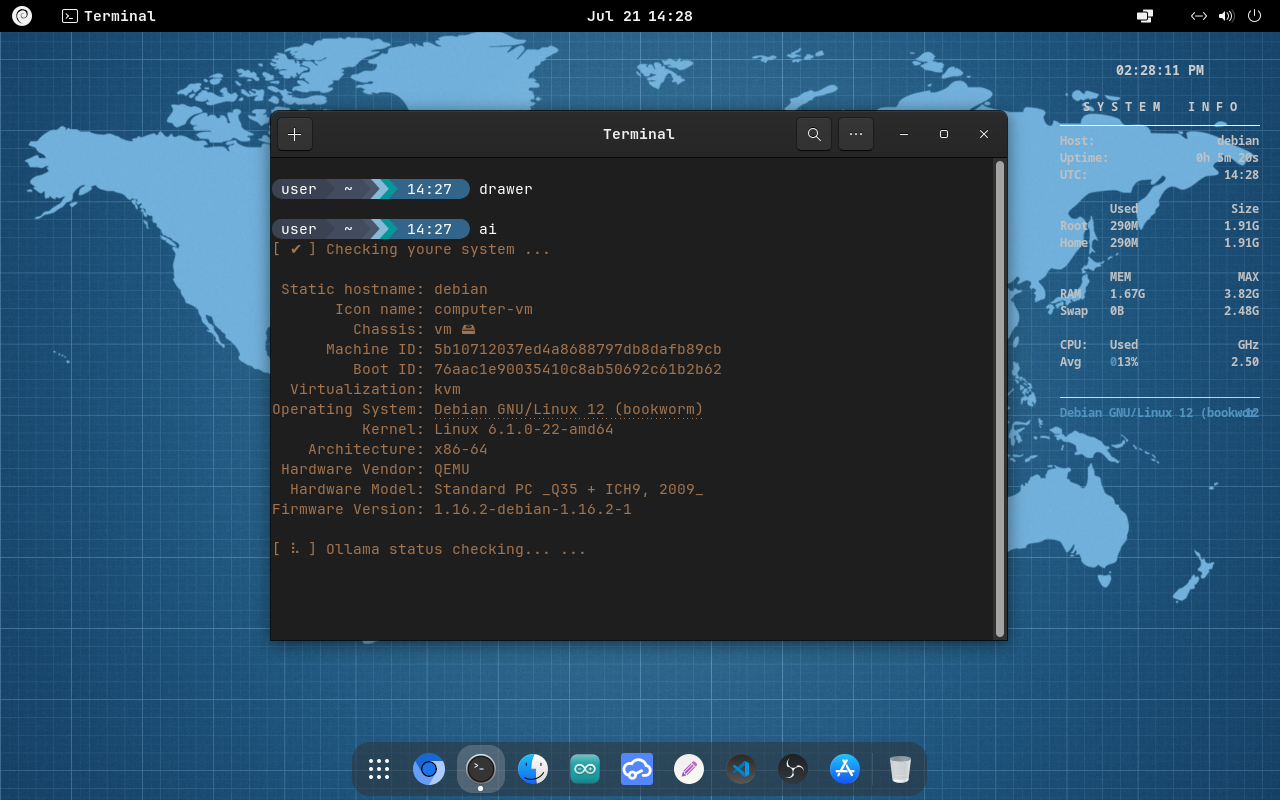 Terminal
Jul 21 14:28
Terminal
user ~ 14:27 drawer
user ~ 14:27 ai
[ ✔ ] Checking youre system ...
Static hostname: debian
Icon name: computer-vm
Chassis: vm 🖴
Machine ID: 5b10712037ed4a8688797db8dafb89cb
Boot ID: 76aac1e90035410c8ab50692c61b2b62
Virtualization: kvm
Operating System: Debian GNU/Linux 12 (bookworm)
Kernel: Linux 6.1.0-22-amd64
Architecture: x86-64
Hardware Vendor: QEMU
Hardware Model: Standard PC _Q35 + ICH9, 2009_
Firmware Version: 1.16.2-debian-1.16.2-1
[ ⠧ ] Ollama status checking... ...
02:28:11 PM
SYSTEM INFO
Host: debian
Uptime: 0h 5m 20s
UTC: 14:28
Used Size
Root 290M 1.91G
Home 290M 1.91G
MEM MAX
RAM 1.67G 3.82G
Swap 0B 2.48G
CPU: Used GHz
Avg 013% 2.50
Debian GNU/Linux 12 (bookwor 12